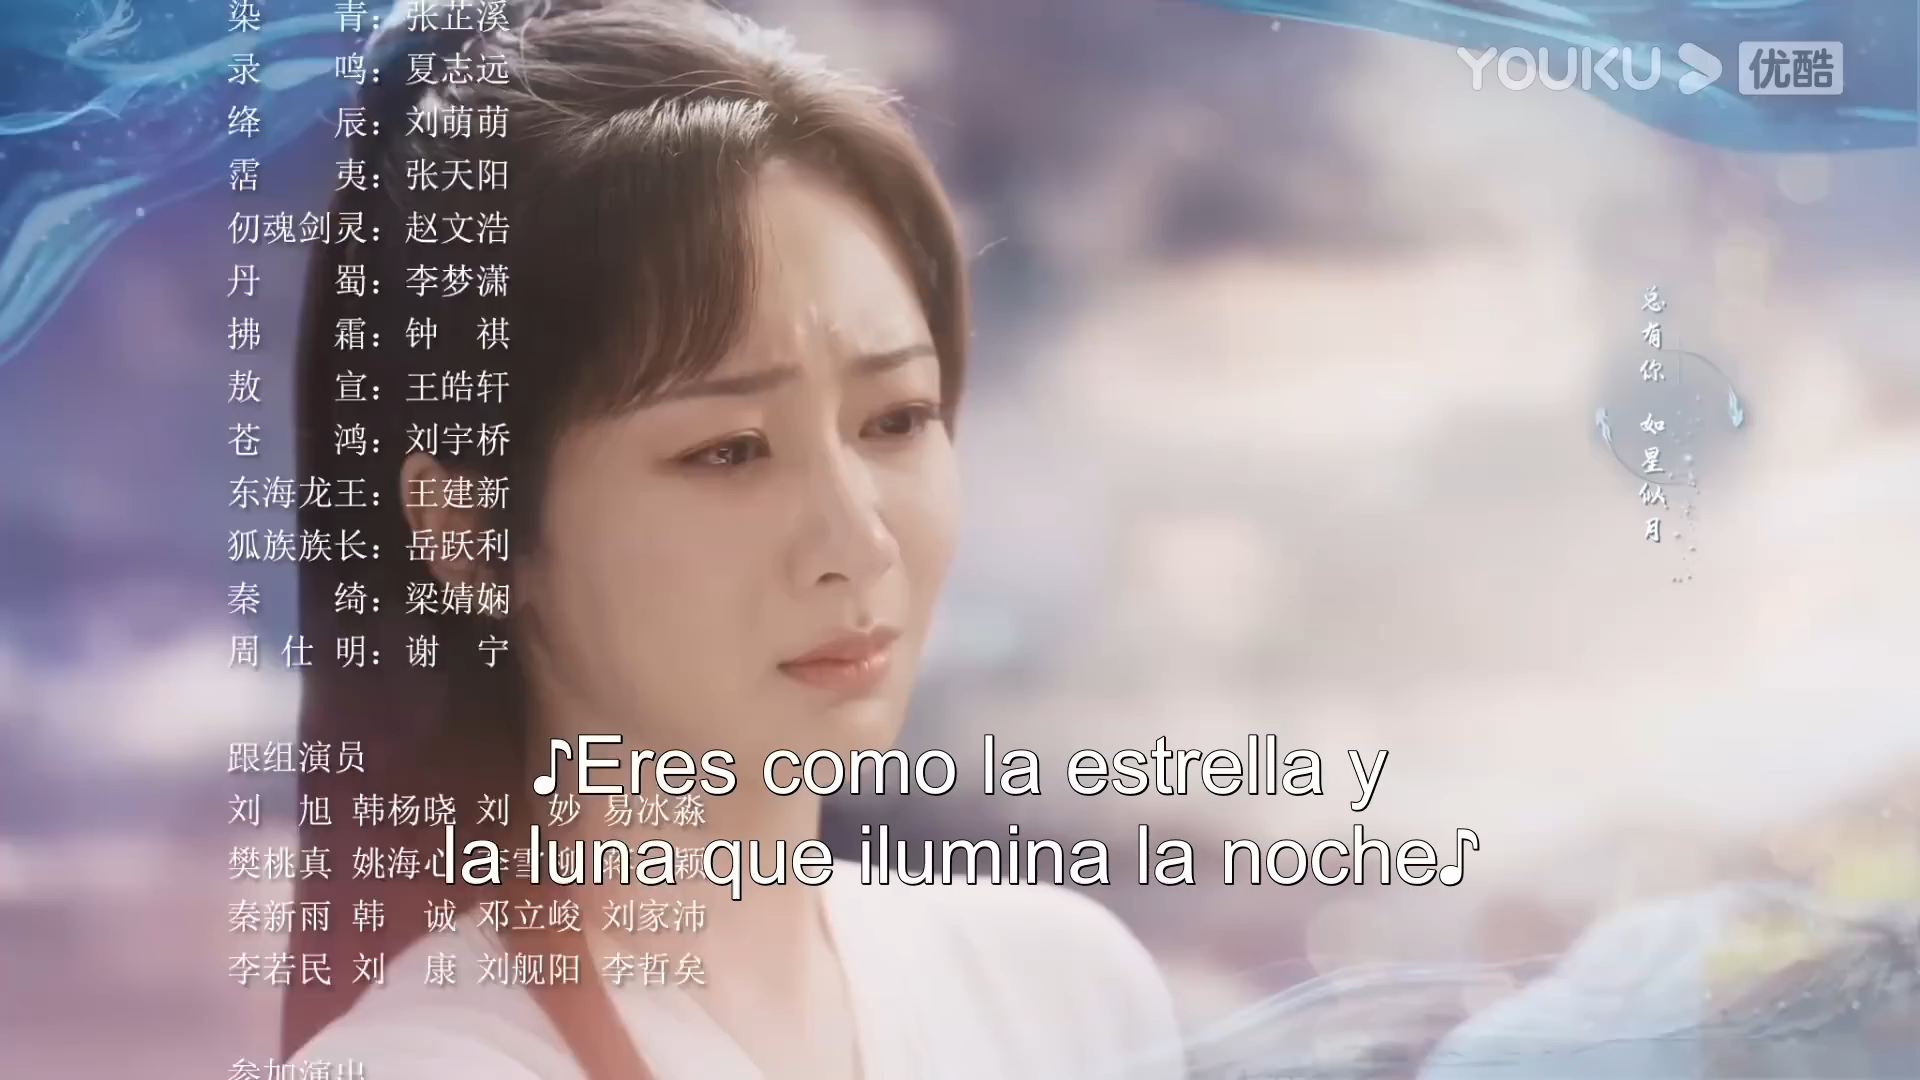 染青：张芷溪
录鸣：夏志远
绛辰：刘萌萌
霑夷：张天阳
仞魂剑灵：赵文浩
丹蜀：李梦潇
拂霜：钟祺
敖宣：王皓轩
苍鸿：刘宇桥
东海龙王：王建新
狐族族长：岳跃利
秦绮：梁婧娴
周仕明：谢宁
跟组演员
刘旭 韩杨晓 刘妙 易冰淼
樊桃真 姚海心
秦新雨 韩诚 邓立峻 刘家沛
李若民 刘康 刘舰阳 李哲矣
参加演出
YOUKU 优酷
总有你 如星似月
♪Eres como la estrella y
la luna que ilumina la noche♪